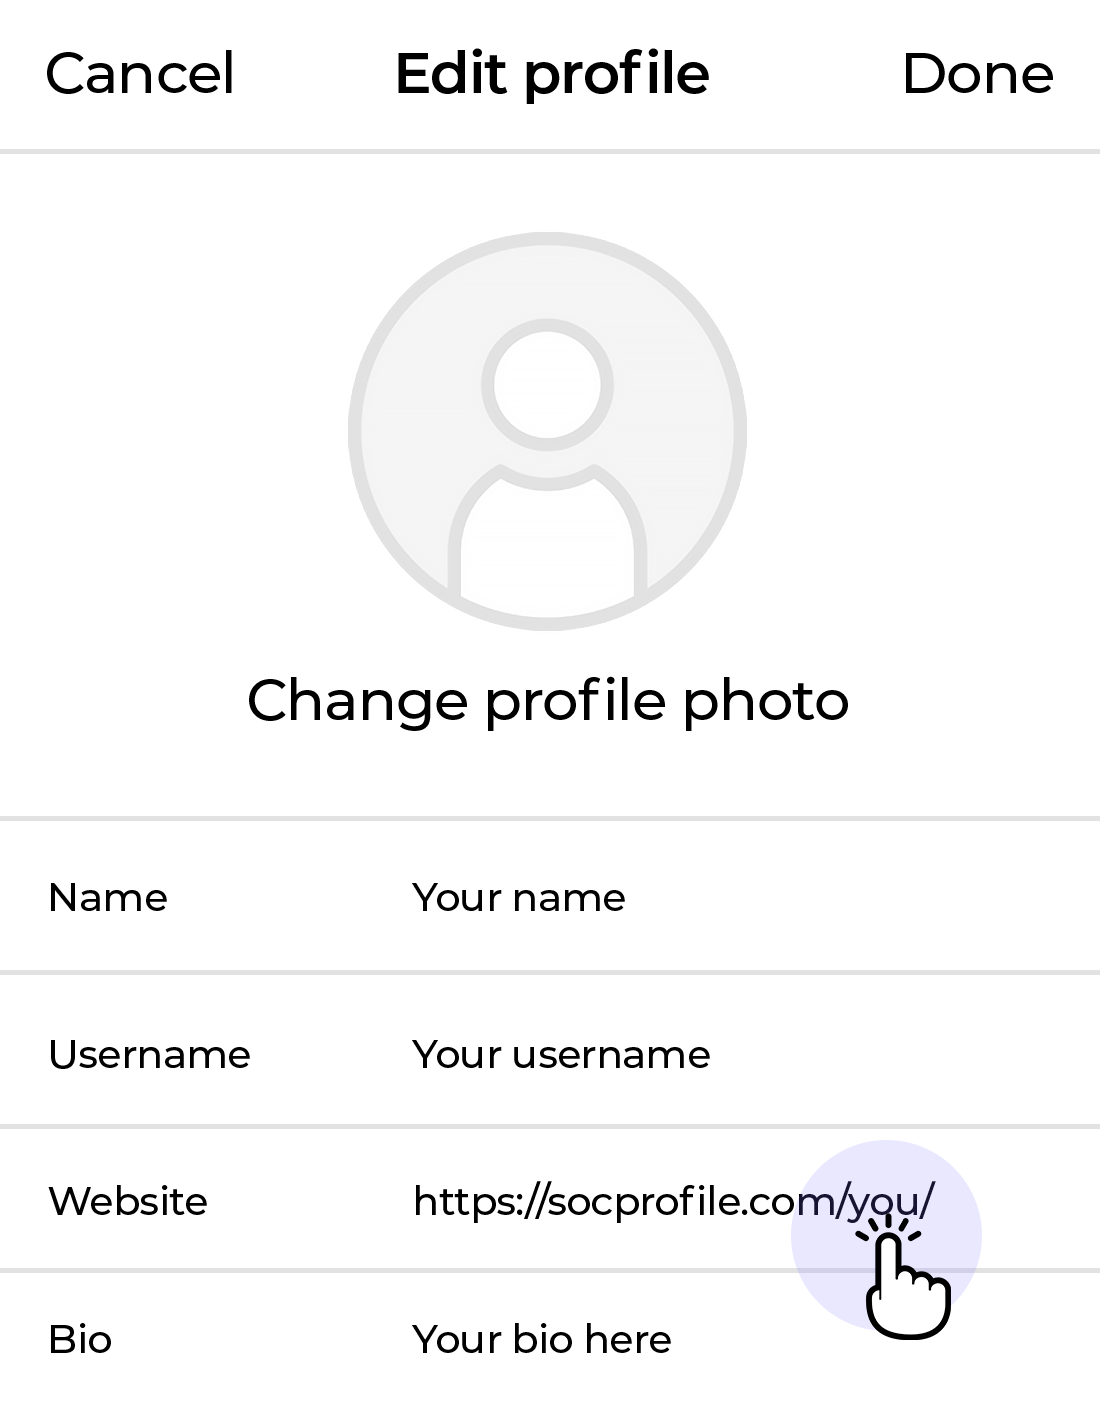 Cancel Edit profile Done
Change profile photo
Name Your name
Username Your username
Website https://socprofile.com/you/
Bio Your bio here